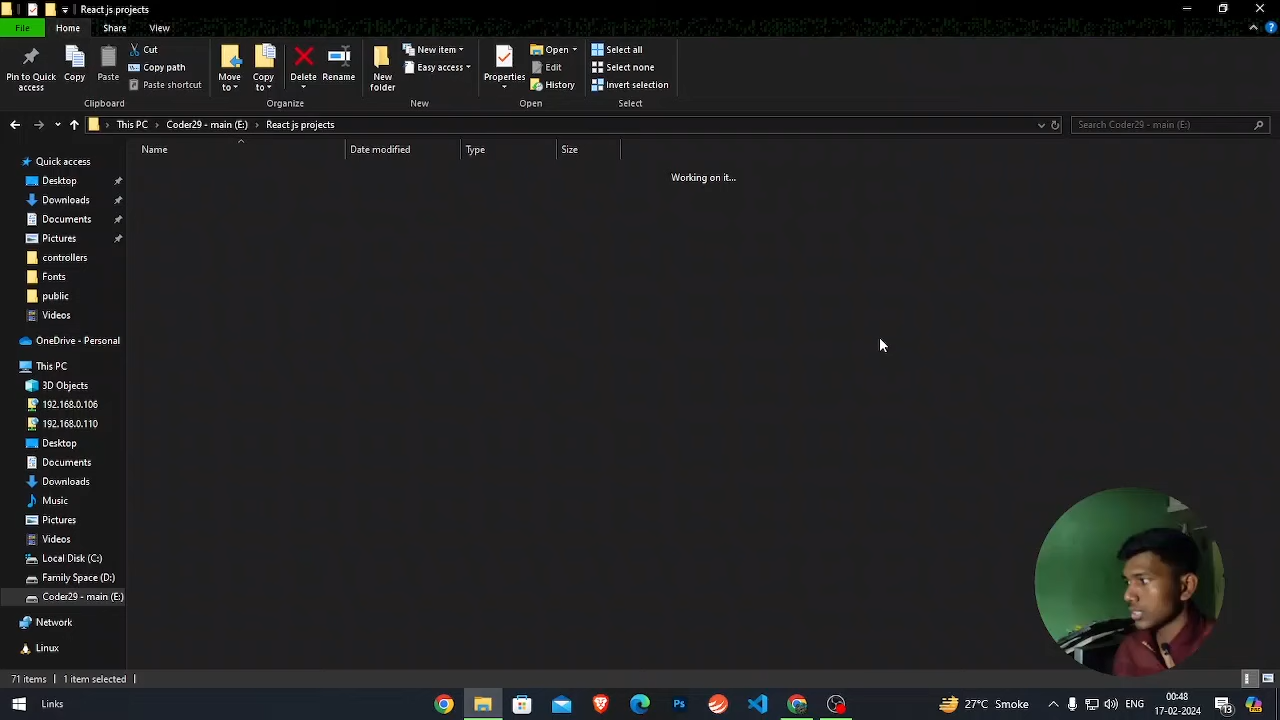 React js projects
File Home Share View
Pin to Quick access
Copy
Paste
Cut
Copy path
Paste shortcut
Clipboard
Move to
Copy to
Delete
Rename
Organize
New folder
New item
Easy access
New
Properties
Open
Edit
History
Open
Select all
Select none
Invert selection
Select
This PC > Coder29 - main (E:) > React js projects
Search Coder29 - main (E:)
Name Date modified Type Size
Working on it...
Quick access
Desktop
Downloads
Documents
Pictures
controllers
Fonts
public
Videos
OneDrive - Personal
This PC
3D Objects
192.168.0.106
192.168.0.110
Desktop
Documents
Downloads
Music
Pictures
Videos
Local Disk (C:)
Family Space (D:)
Coder29 - main (E:)
Network
Linux
71 items 1 item selected
Links
Ps
27°C Smoke
ENG
00:48
17-02-2024